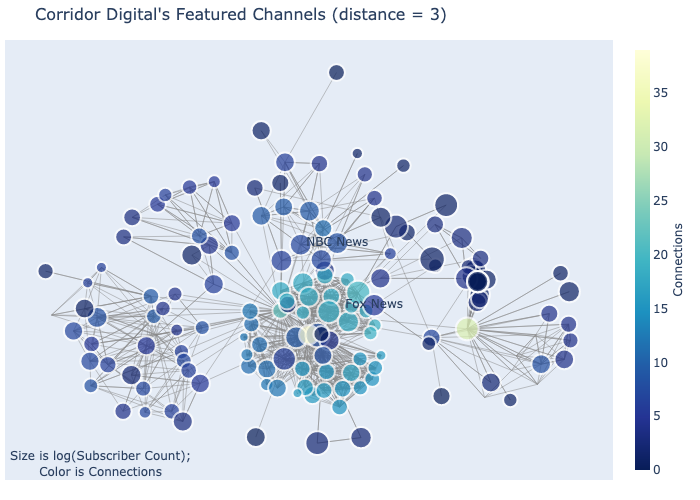 Corridor Digital's Featured Channels (distance = 3)
NBC News
Fox News
Size is log(Subscriber Count);
Color is Connections
35
30
25
20
15
10
5
0
Connections